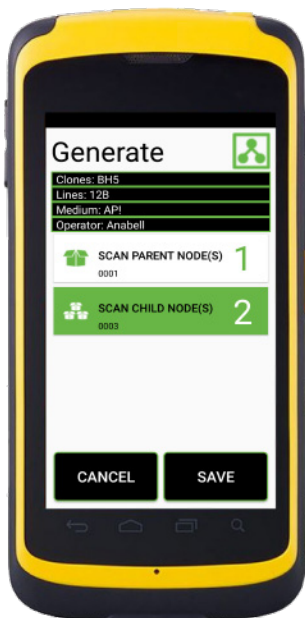 Generate
Clones: BH5
Lines: 12B
Medium: AP!
Operator: Anabell
SCAN PARENT NODE(S) 1
0001
SCAN CHILD NODE(S) 2
0003
CANCEL SAVE